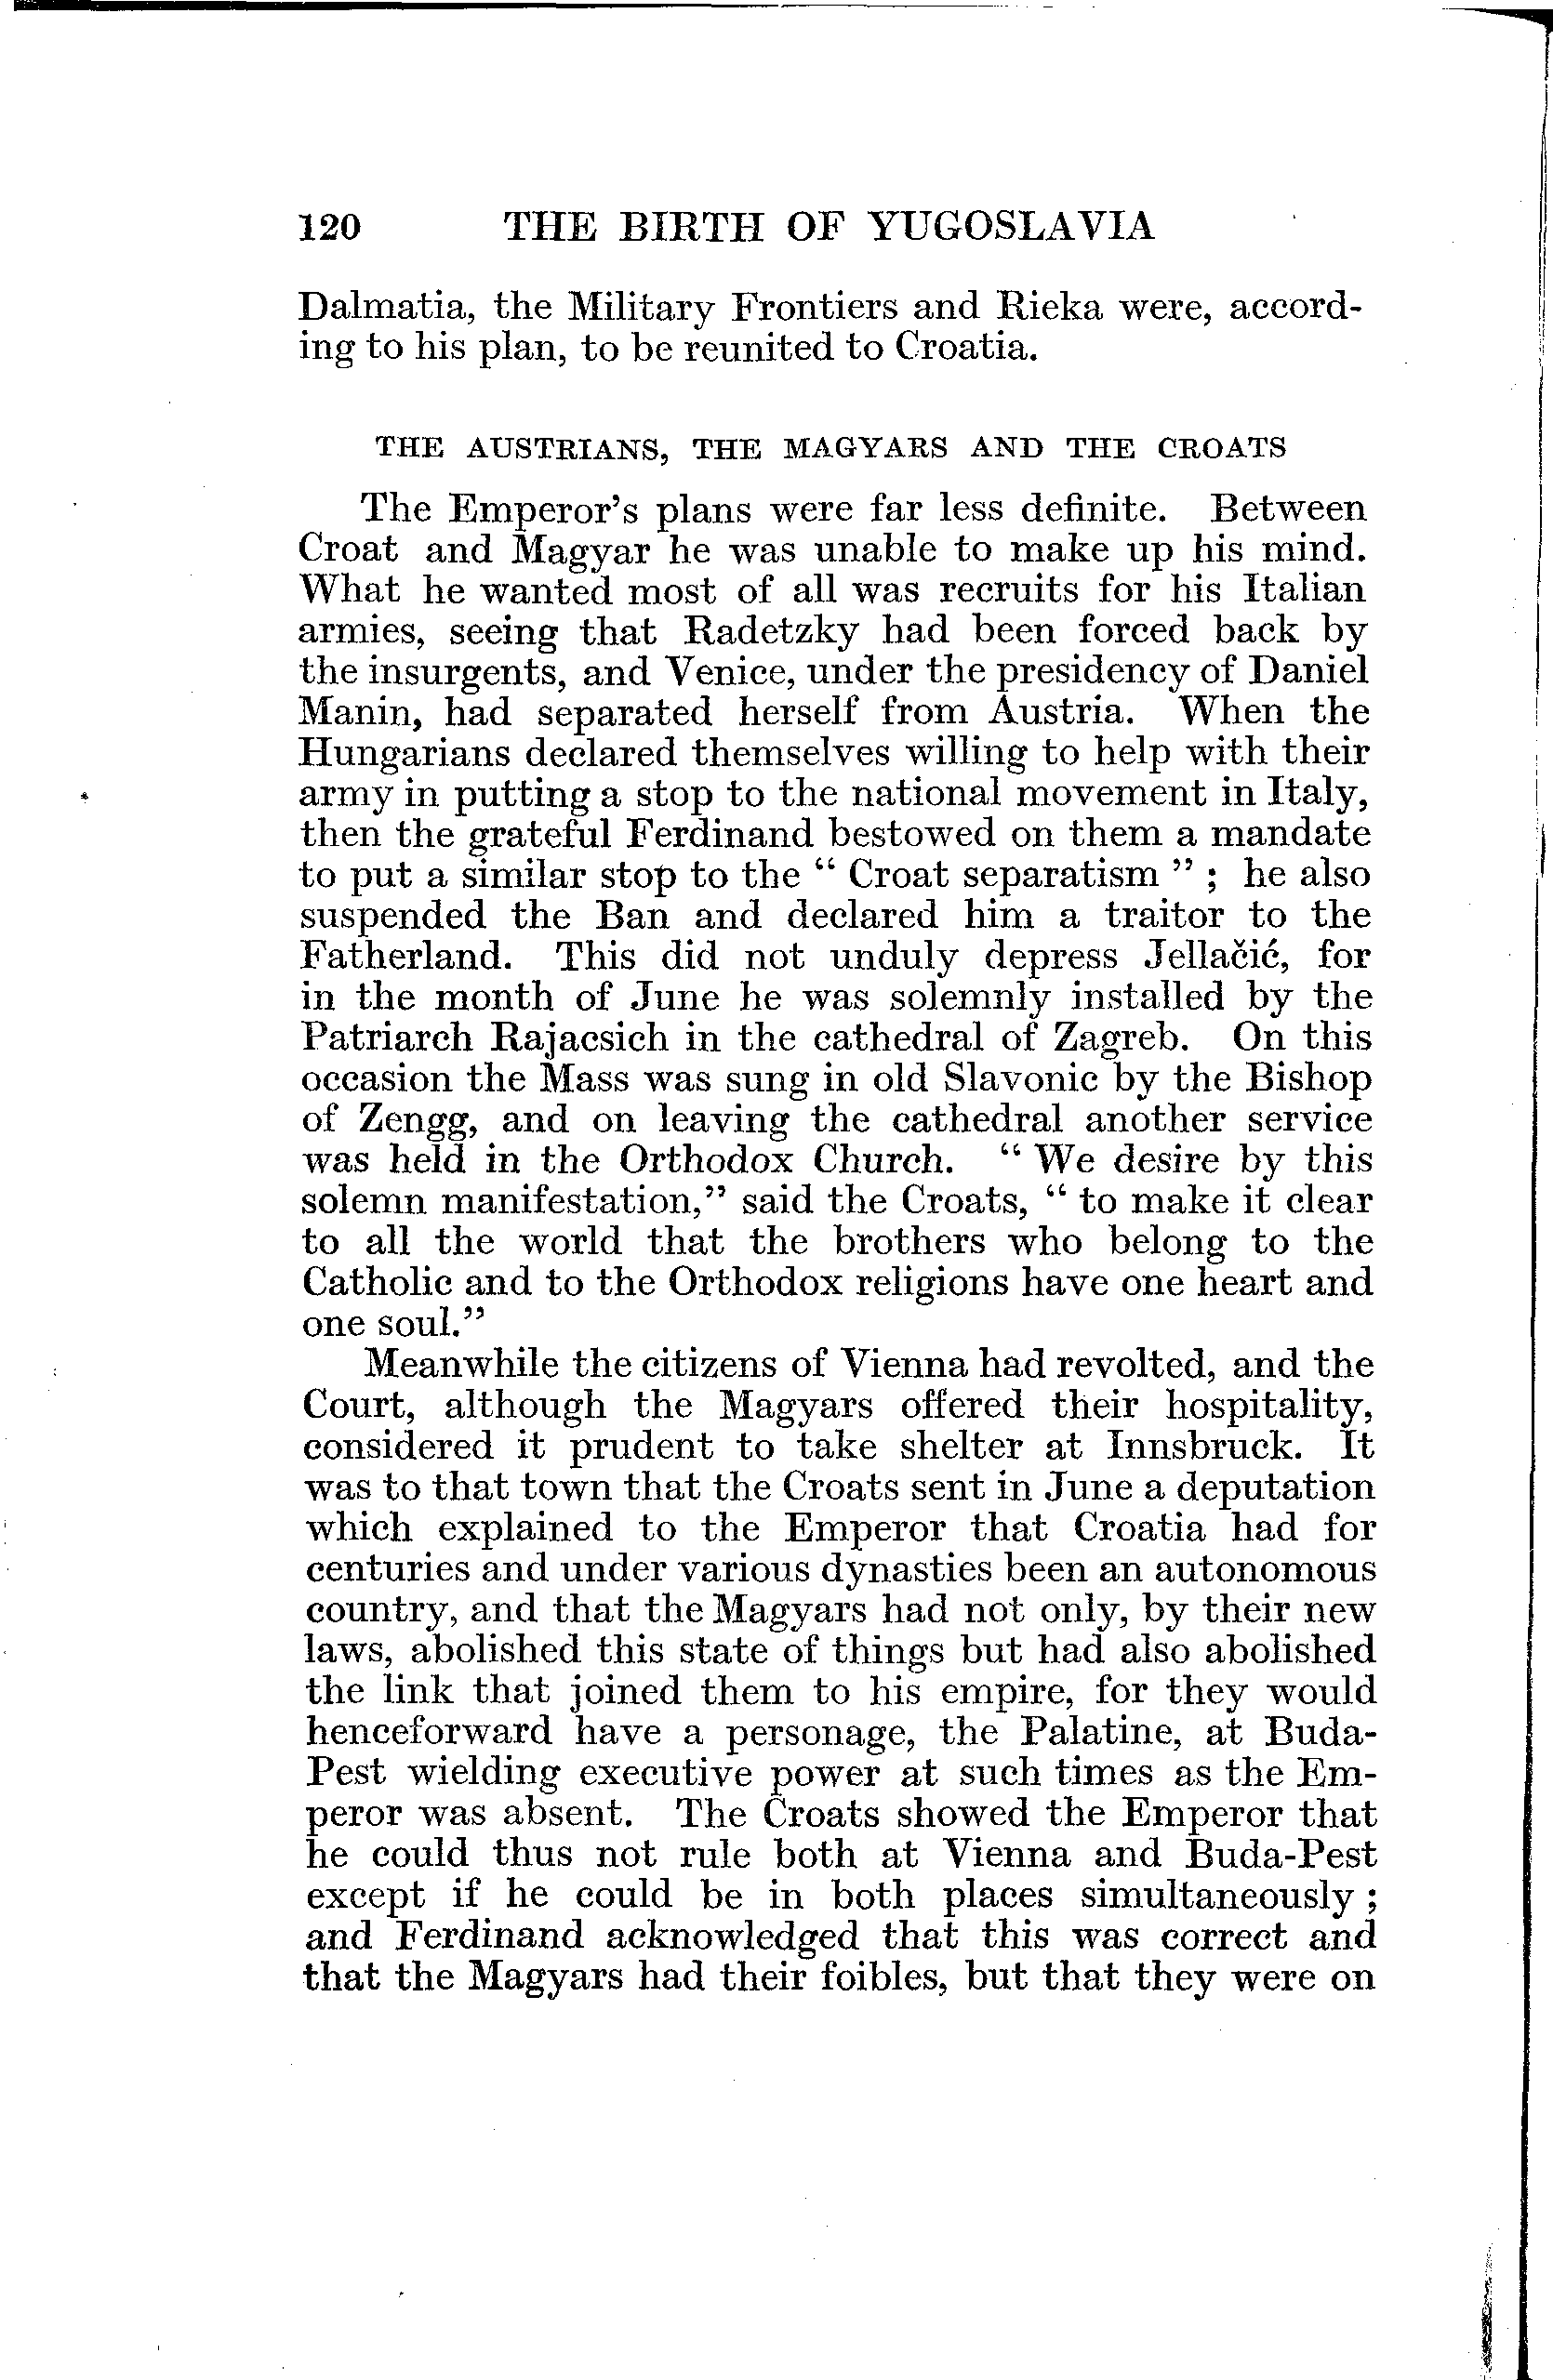 120 THE BIRTH OF YUGOSLAVIA
Dalmatia, the Military Frontiers and Rieka were, accord-
ing to his plan, to be reunited to Croatia.
THE AUSTRIANS, THE MAGYARS AND THE CROATS
The Emperor's plans were far less definite. Between
Croat and Magyar he was unable to make up his mind.
What he wanted most of all was recruits for his Italian
armies, seeing that Radetzky had been forced back by
the insurgents, and Venice, under the presidency of Daniel
Manin, had separated herself from Austria. When the
Hungarians declared themselves willing to help with their
army in putting a stop to the national movement in Italy,
then the grateful Ferdinand bestowed on them a mandate
to put a similar stop to the “ Croat separatism ” ; he also
suspended the Ban and declared him a traitor to the
Fatherland. This did not unduly depress Jellačić, for
in the month of June he was solemnly installed by the
Patriarch Rajacsich in the cathedral of Zagreb. On this
occasion the Mass was sung in old Slavonic by the Bishop
of Zengg, and on leaving the cathedral another service
was held in the Orthodox Church. “ We desire by this
solemn manifestation,” said the Croats, “ to make it clear
to all the world that the brothers who belong to the
Catholic and to the Orthodox religions have one heart and
one soul.”
Meanwhile the citizens of Vienna had revolted, and the
Court, although the Magyars offered their hospitality,
considered it prudent to take shelter at Innsbruck. It
was to that town that the Croats sent in June a deputation
which explained to the Emperor that Croatia had for
centuries and under various dynasties been an autonomous
country, and that the Magyars had not only, by their new
laws, abolished this state of things but had also abolished
the link that joined them to his empire, for they would
henceforward have a personage, the Palatine, at Buda-
Pest wielding executive power at such times as the Em-
peror was absent. The Croats showed the Emperor that
he could thus not rule both at Vienna and Buda-Pest
except if he could be in both places simultaneously ;
and Ferdinand acknowledged that this was correct and
that the Magyars had their foibles, but that they were on